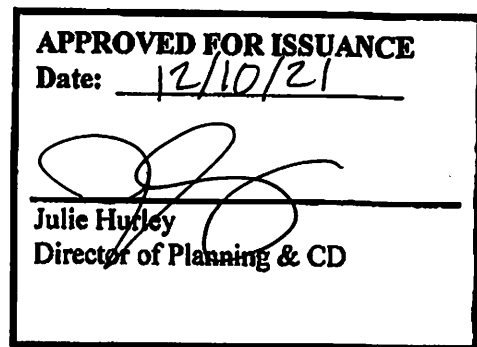 APPROVED FOR ISSUANCE
Date: 12/10/21
Julie Hurley
Director of Planning & CD